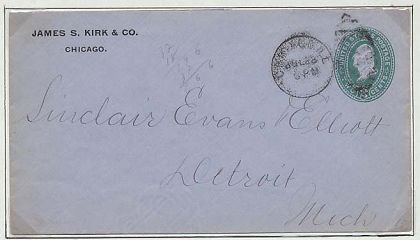 JAMES S. KIRK & CO.
CHICAGO.
Sinclair Evans Elliott
Detroit
Mich